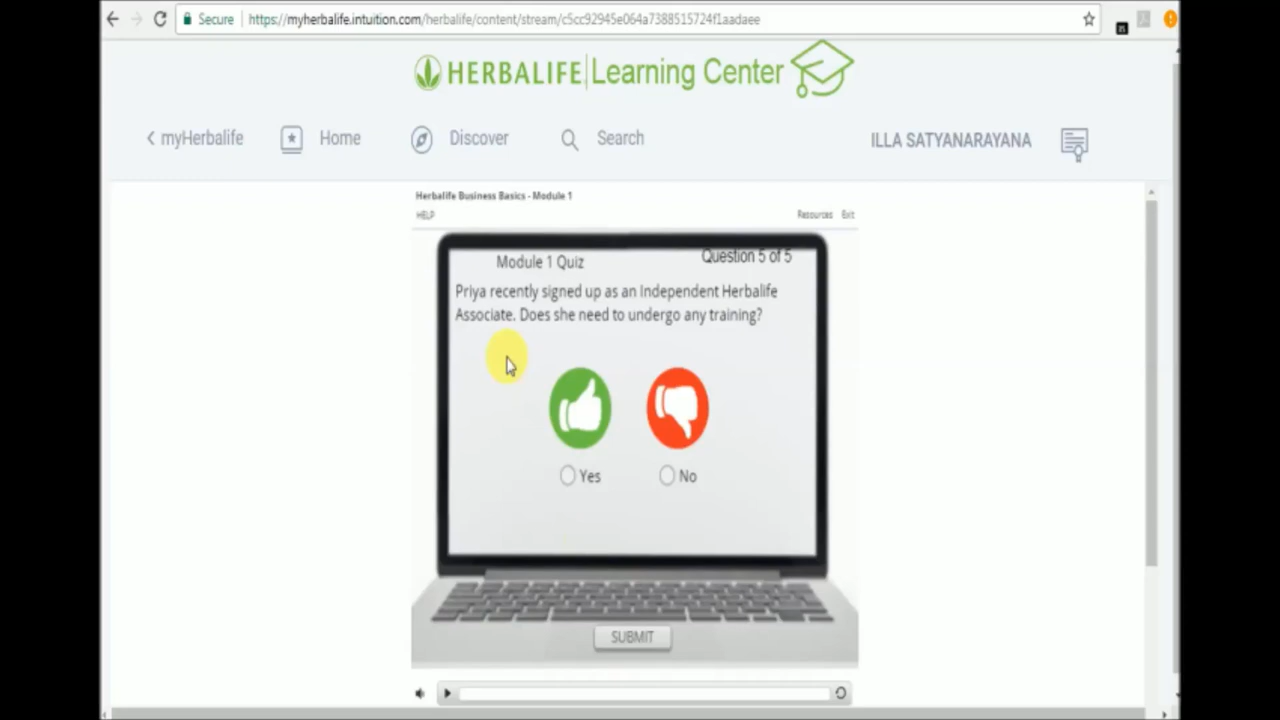 Secure https://myherbalife.intuition.com/herbalife/content/stream/c5cc92945e064a7388515724f1aadaee
HERBALIFE Learning Center
myHerbalife Home Discover Search ILLA SATYANARAYANA
Herbalife Business Basics - Module 1
HELP Resources Exit
Module 1 Quiz Question 5 of 5
Priya recently signed up as an Independent Herbalife
Associate. Does she need to undergo any training?
Yes No
SUBMIT